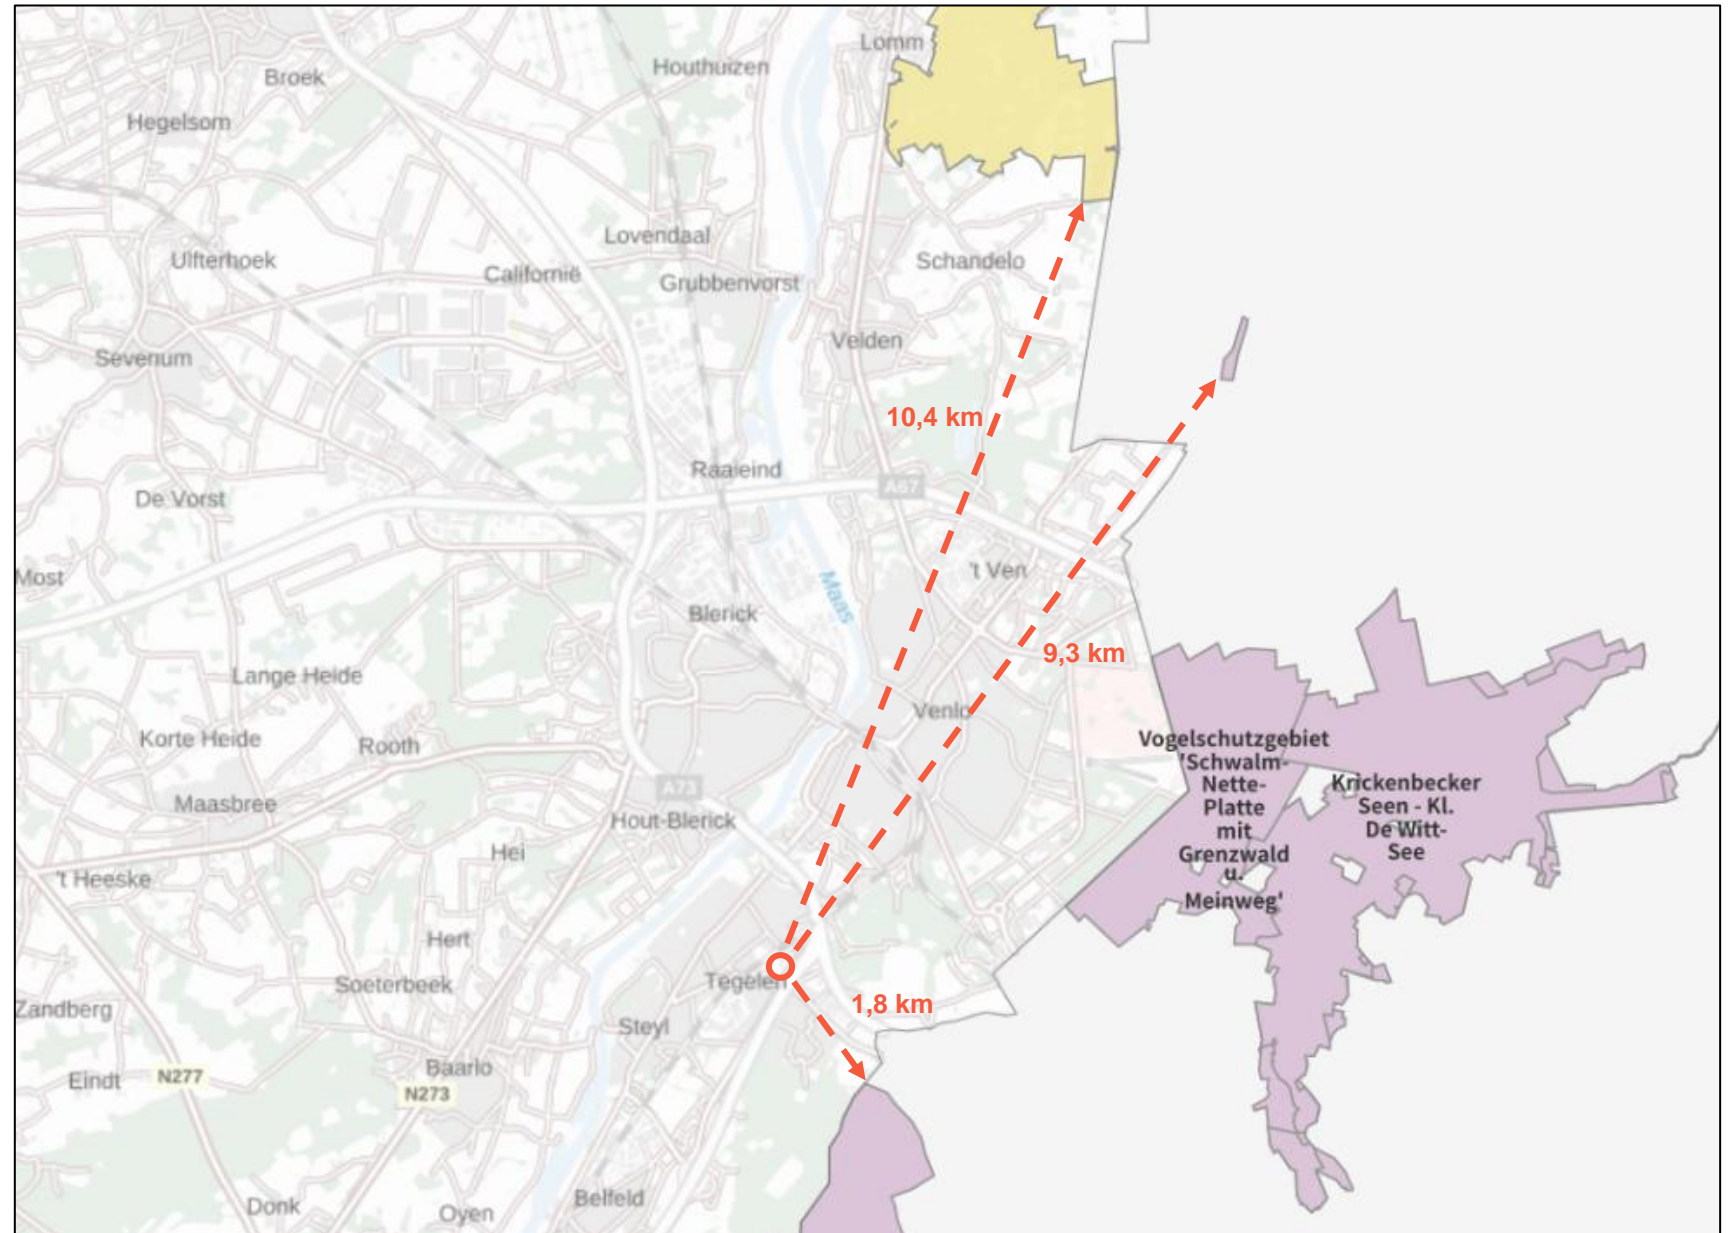 Lomm
Houthuizen
Broek
Hegelsom
Lovendaal
Ulfterhoek
Californië
Schandelo
Grubbenvorst
Velden
Sevenum
10,4 km
Raaieind
De Vorst
A67
't Ven
Most
Maas
Blerick
9,3 km
Lange Heide
Venlo
Korte Heide
Rooth
Vogelschutzgebiet
'Schwalm-
Nette-
Platte
mit
Grenzwald
u.
Meinweg'
Krickenbecker
Seen - Kl.
De Witt-
See
A73
Maasbree
Hout-Blerick
Hei
't Heeske
Hert
Tegelen
Soeterbeek
1,8 km
Zandberg
Steyl
Baarlo
Eindt
N277
N273
Belfeld
Donk
Oyen